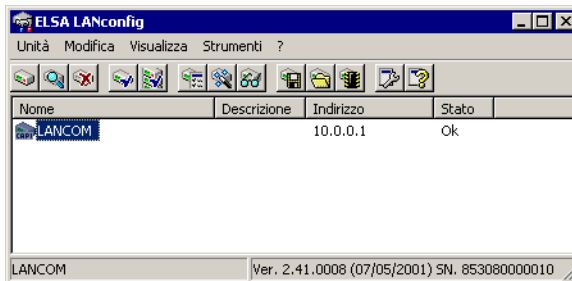 ELSA LANconfig
Unità Modifica Visualizza Strumenti ?
Nome Descrizione Indirizzo Stato
LANCOM 10.0.0.1 Ok
LANCOM Ver. 2.41.0008 (07/05/2001) SN. 853080000010